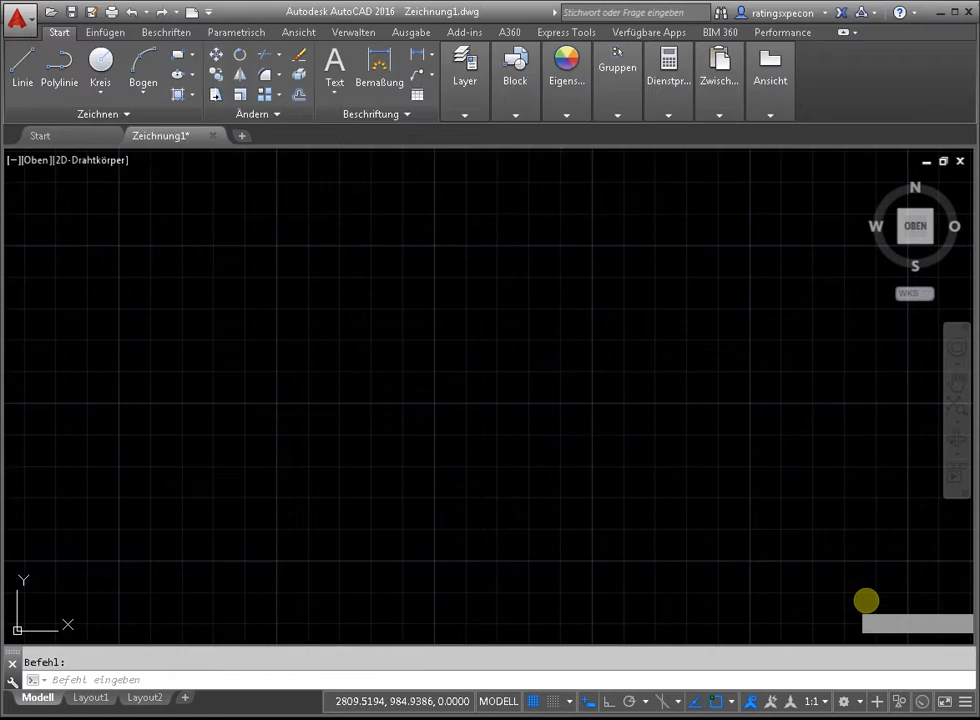 Autodesk AutoCAD 2016 Zeichnung1.dwg
Stichwort oder Frage eingeben
ratingsxpecon
Start Einfügen Beschriften Parametrisch Ansicht Verwalten Ausgabe Add-ins A360 Express Tools Verfügbare Apps BIM 360 Performance
Linie Polylinie Kreis Bogen Text Bemaßung Layer Block Eigens... Gruppen Dienstpr... Zwisch... Ansicht
Zeichnen Ändern Beschriftung
Start Zeichnung1*
[−][Oben][2D-Drahtkörper]
N
W OBEN O
S
WKS
Y
X
Befehl:
Befehl eingeben
Modell Layout1 Layout2
2809.5194, 984.9386, 0.0000 MODELL 1:1